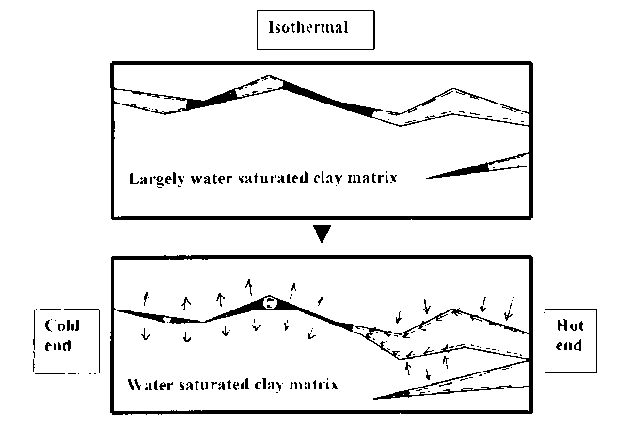 Isothermal
Largely water saturated clay matrix
Cold
end
Hot
end
Water saturated clay matrix